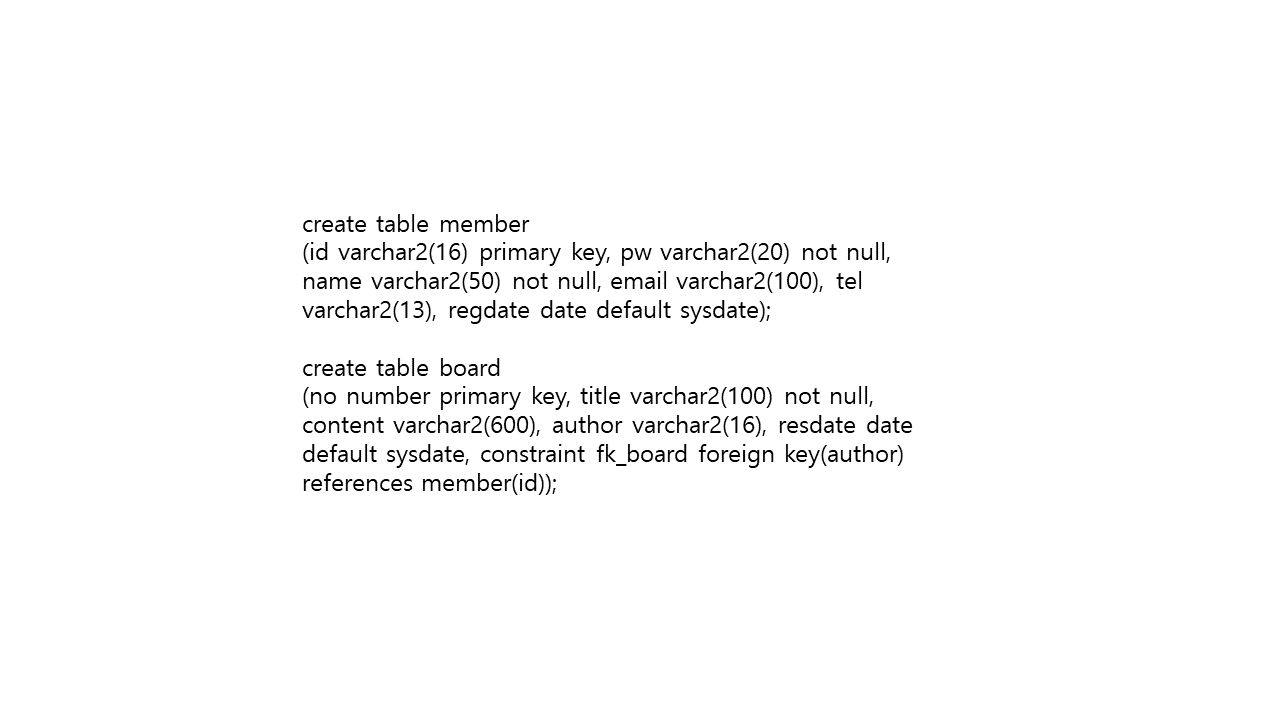 create table member
(id varchar2(16) primary key, pw varchar2(20) not null,
name varchar2(50) not null, email varchar2(100), tel
varchar2(13), regdate date default sysdate);
create table board
(no number primary key, title varchar2(100) not null,
content varchar2(600), author varchar2(16), resdate date
default sysdate, constraint fk_board foreign key(author)
references member(id));